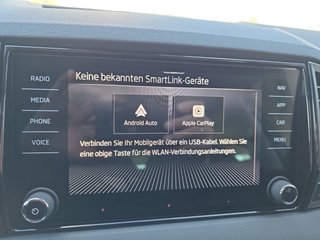 Keine bekannten SmartLink-Geräte
RADIO
MEDIA
PHONE
VOICE
Android Auto
Apple CarPlay
Verbinden Sie Ihr Mobilgerät über ein USB-Kabel. Wählen Sie
eine obige Taste für die WLAN-Verbindungsanleitungen.
NAV
APP
CAR
MENU